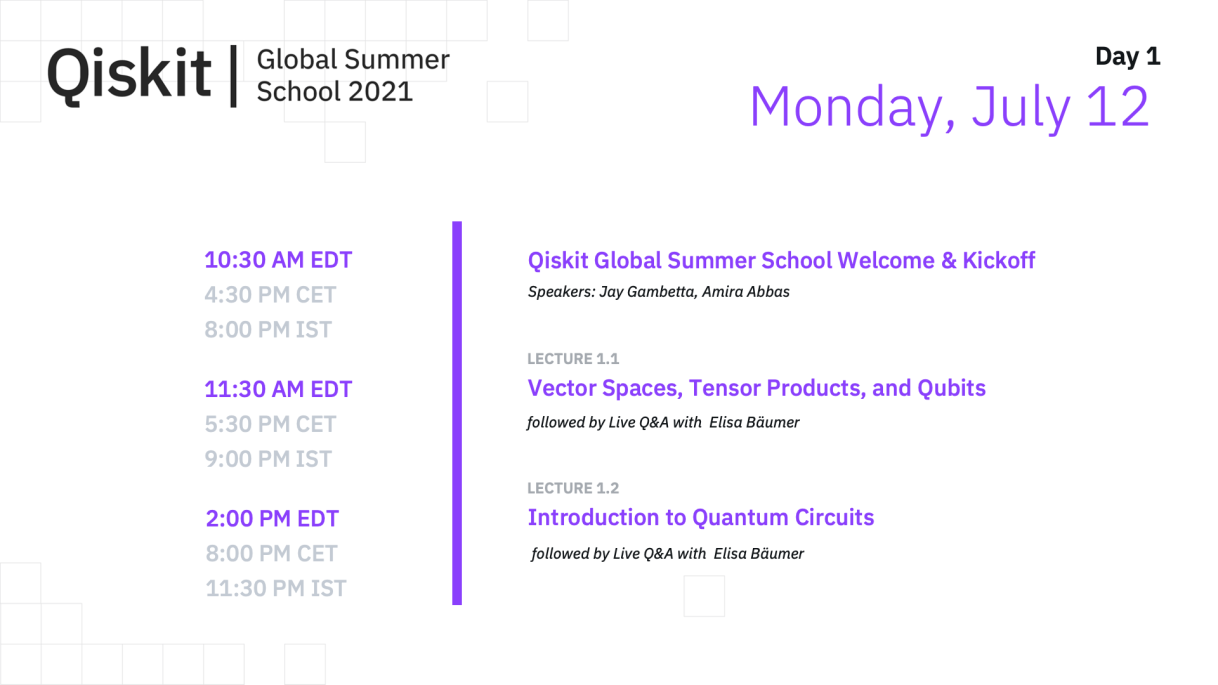 Qiskit | Global Summer
School 2021
Day 1
Monday, July 12
10:30 AM EDT
4:30 PM CET
8:00 PM IST
Qiskit Global Summer School Welcome & Kickoff
Speakers: Jay Gambetta, Amira Abbas
11:30 AM EDT
5:30 PM CET
9:00 PM IST
LECTURE 1.1
Vector Spaces, Tensor Products, and Qubits
followed by Live Q&A with Elisa Bäumer
2:00 PM EDT
8:00 PM CET
11:30 PM IST
LECTURE 1.2
Introduction to Quantum Circuits
followed by Live Q&A with Elisa Bäumer